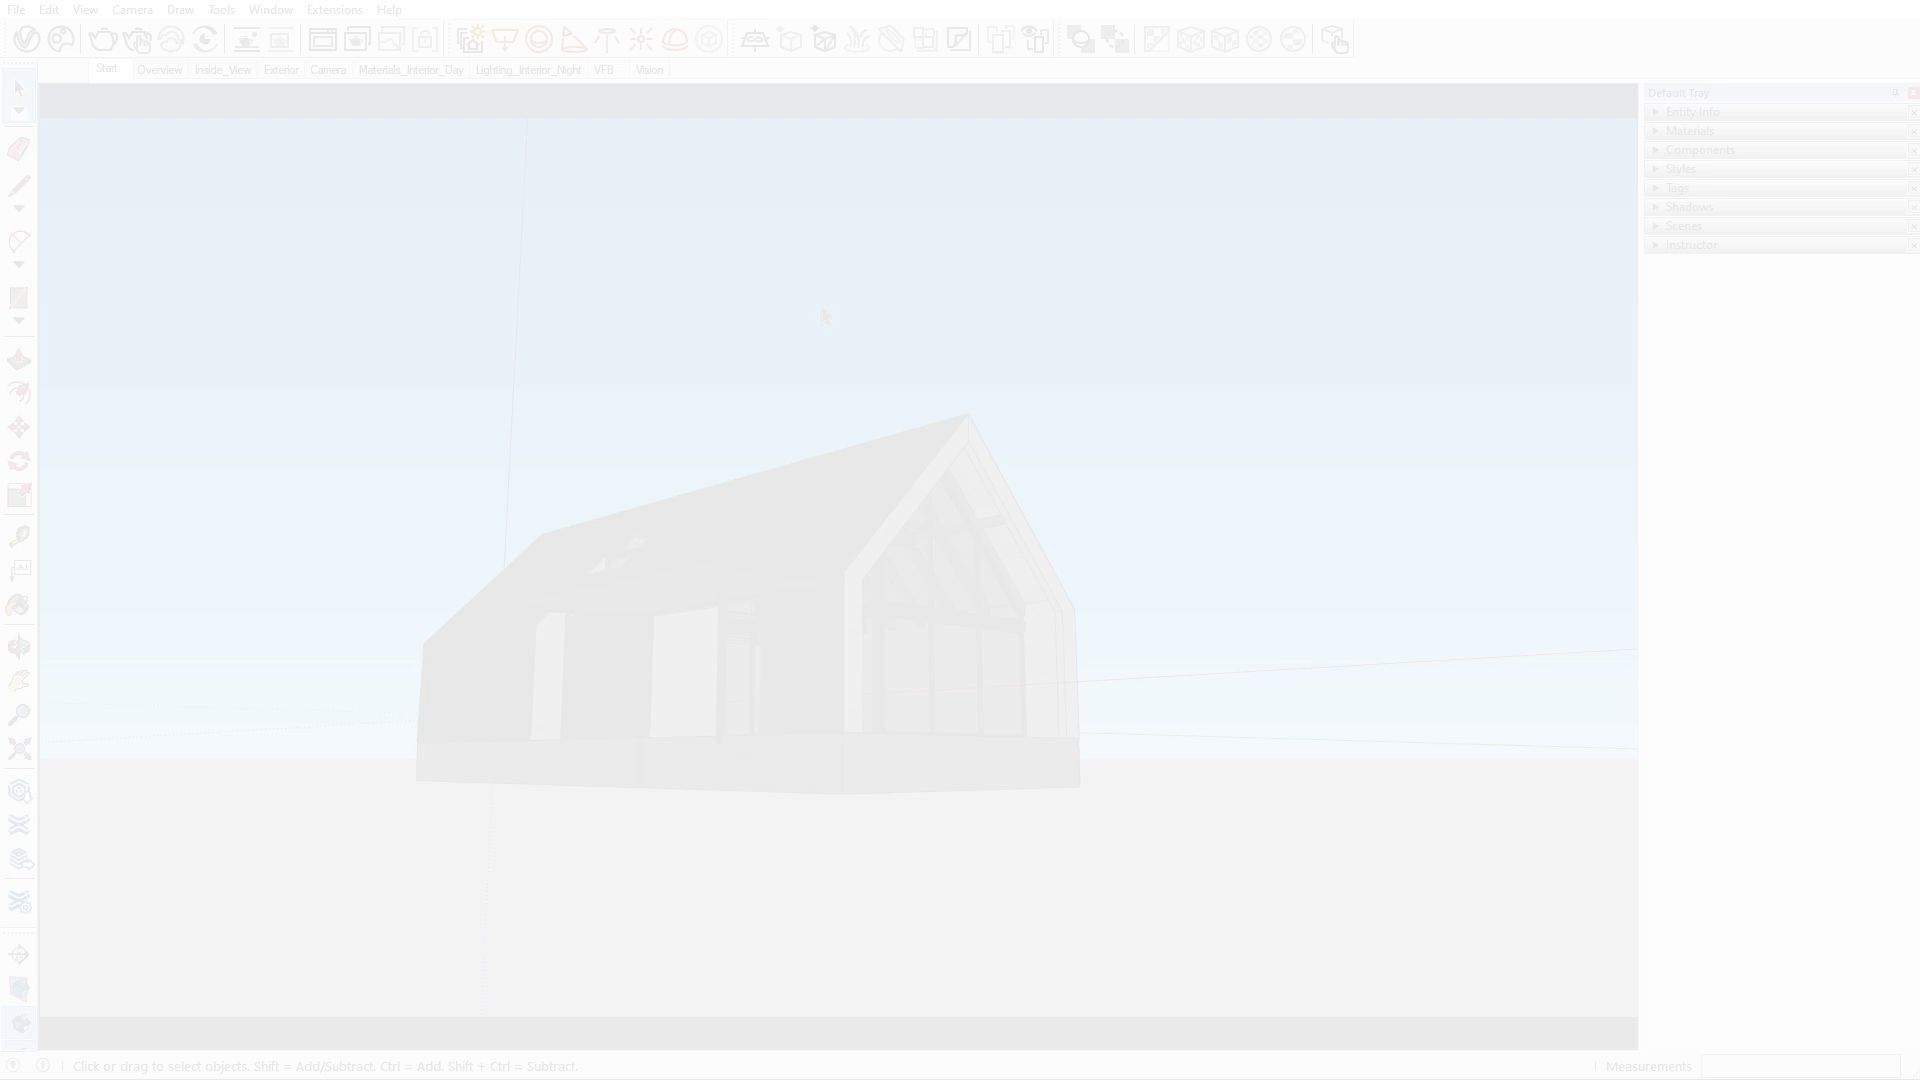 File Edit View Camera Draw Tools Window Extensions Help
Start Overview Inside_View Exterior Camera Materials_Interior_Day Lighting_Interior_Night VFB Vision
Default Tray
Entity Info
Materials
Components
Styles
Tags
Shadows
Scenes
Instructor
A1
Click or drag to select objects. Shift = Add/Subtract. Ctrl = Add. Shift + Ctrl = Subtract.
Measurements